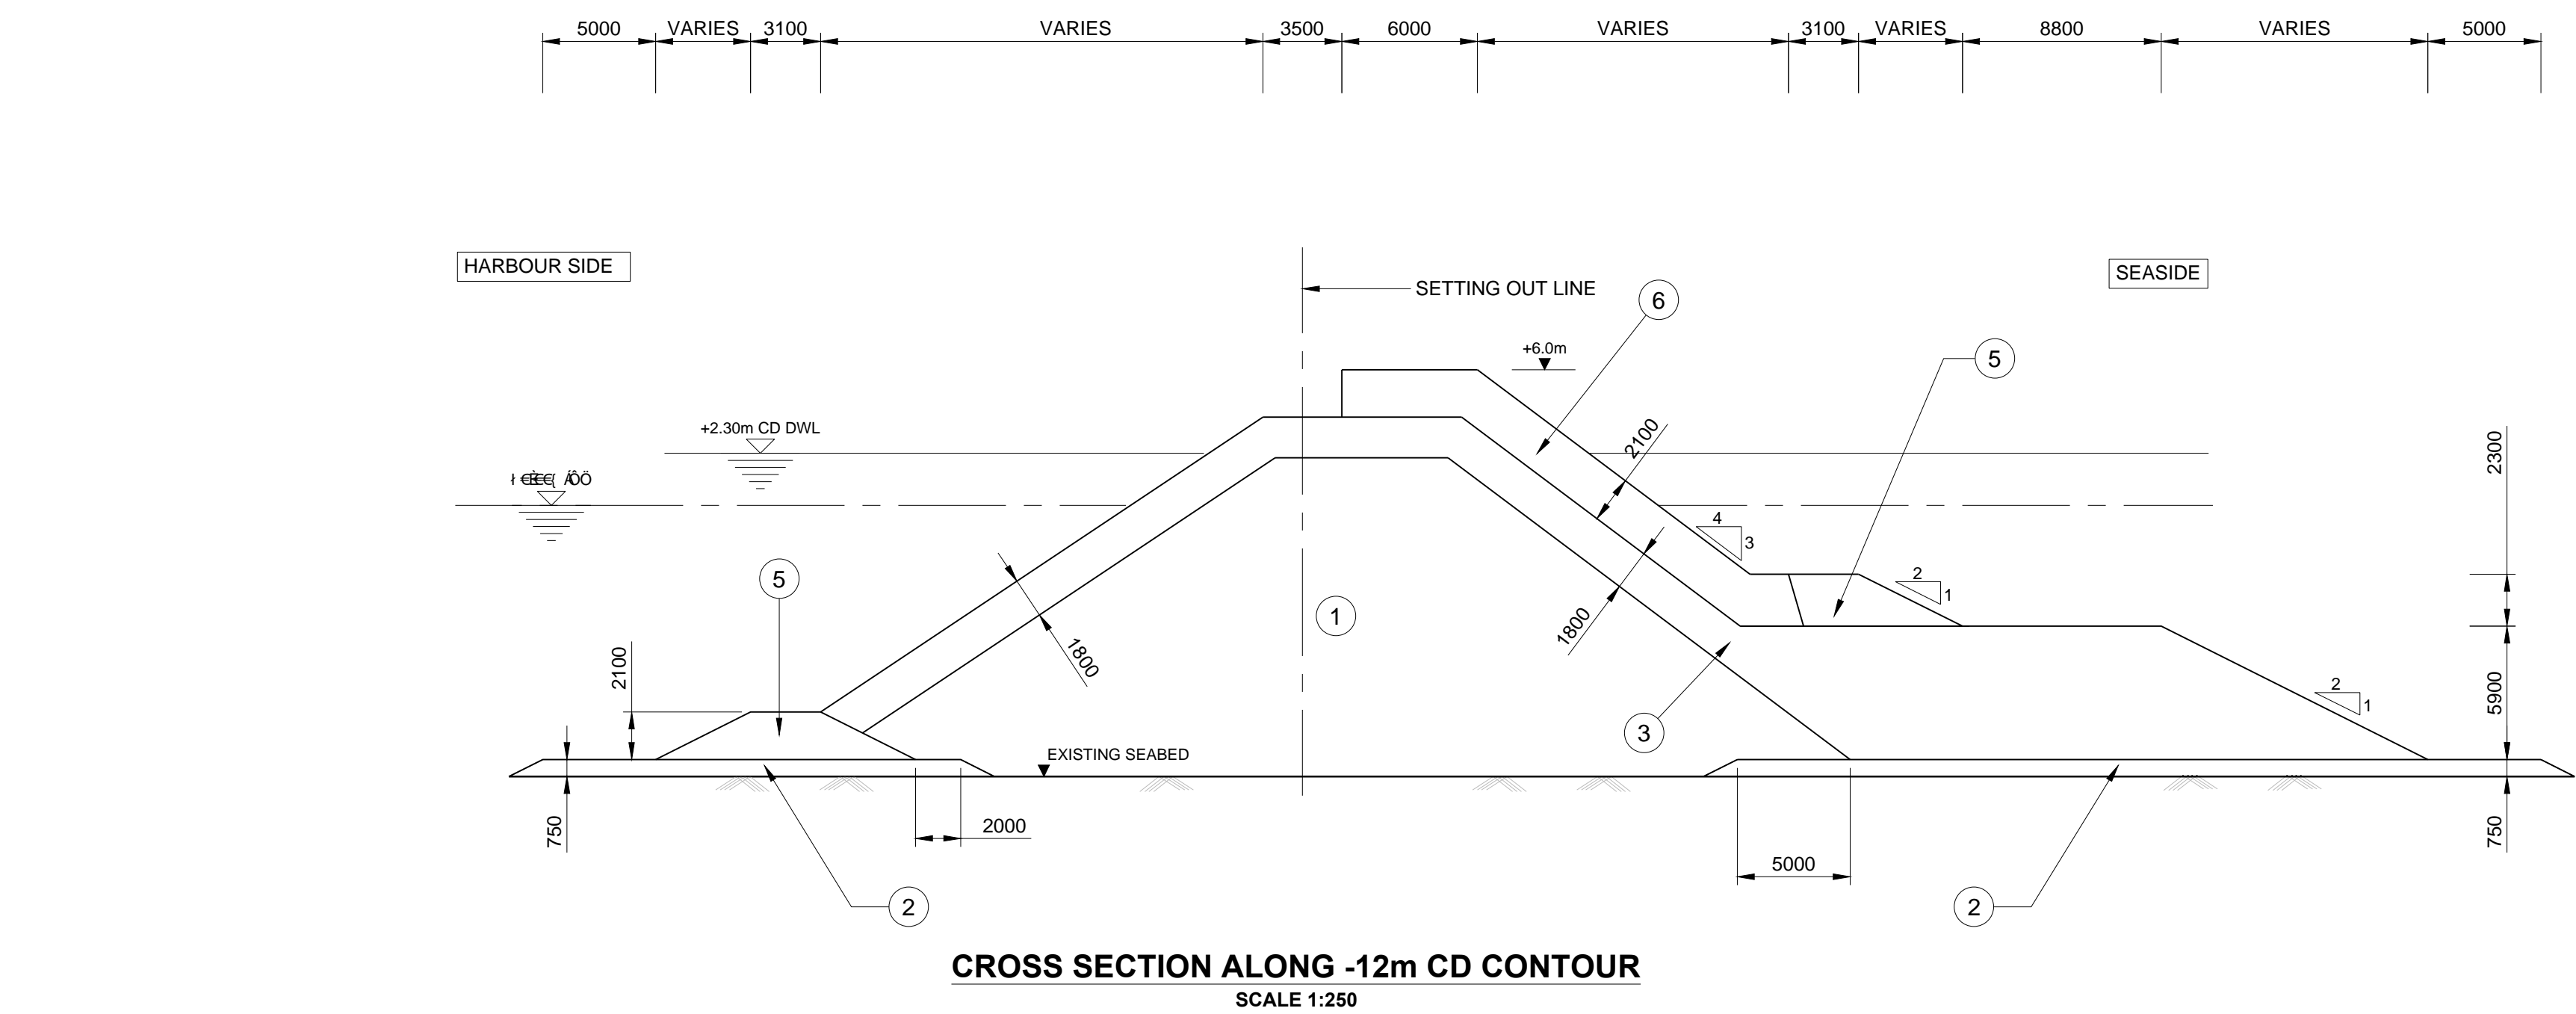 5000 VARIES 3100 VARIES 3500 6000 VARIES 3100 VARIES 8800 VARIES 5000
HARBOUR SIDE
SEASIDE
SETTING OUT LINE
6
+6.0m
5
+2.30m CD DWL
2100
2300
4
3
5
2
1
1
1800
1800
2100
3
2
1
5900
EXISTING SEABED
750
2000
750
5000
2
2
CROSS SECTION ALONG -12m CD CONTOUR
SCALE 1:250